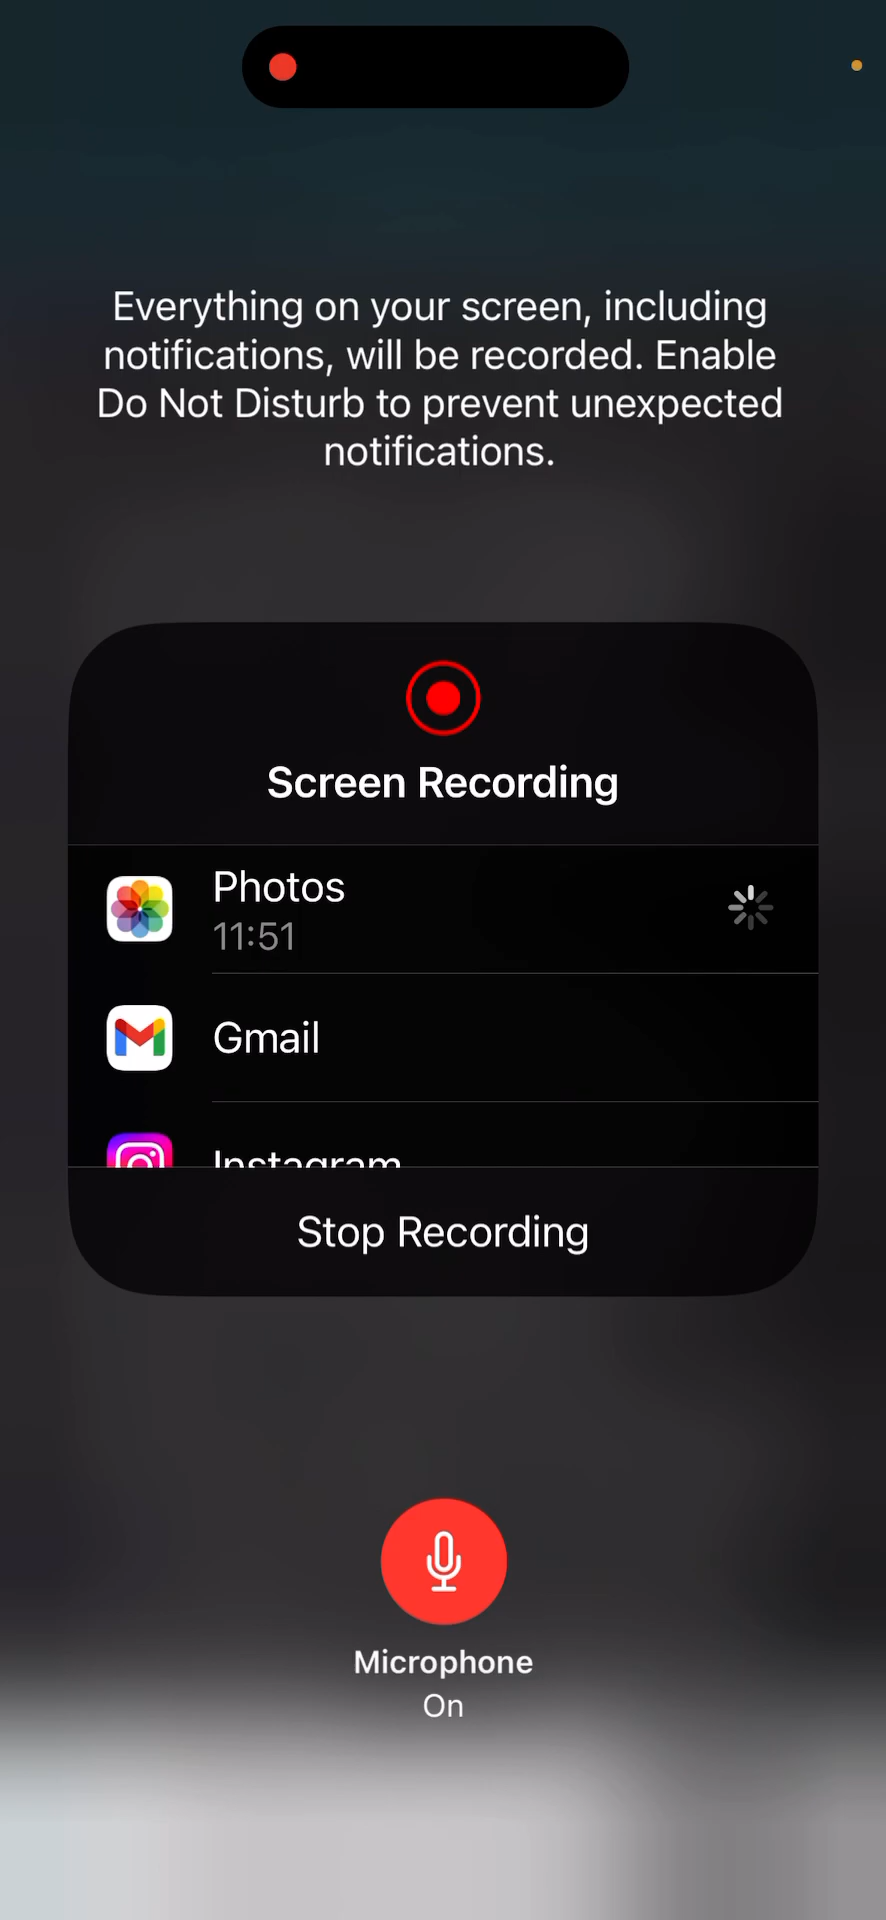 Everything on your screen, including
notifications, will be recorded. Enable
Do Not Disturb to prevent unexpected
notifications.
Screen Recording
Photos
11:51
Gmail
Instagram
Stop Recording
Microphone
On